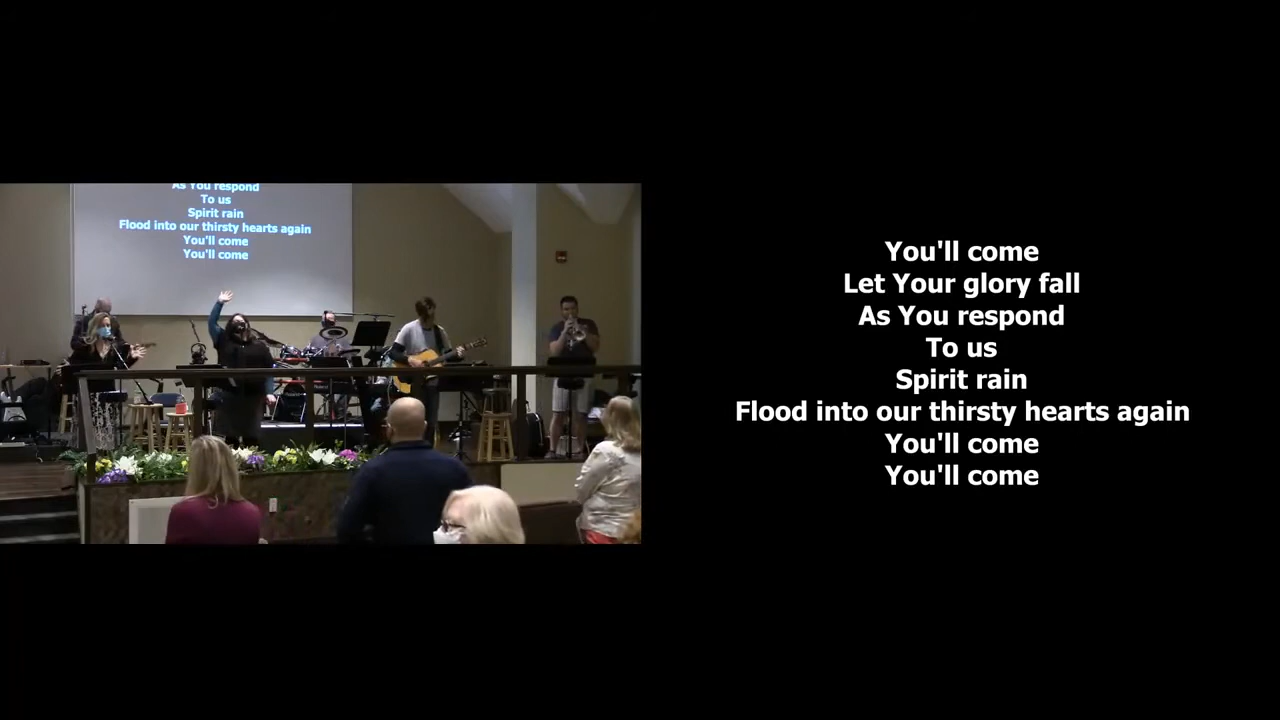 As You respond
To us
Spirit rain
Flood into our thirsty hearts again
You'll come
You'll come
You'll come
Let Your glory fall
As You respond
To us
Spirit rain
Flood into our thirsty hearts again
You'll come
You'll come